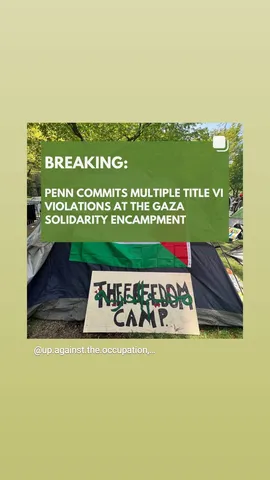 BREAKING:
PENN COMMITS MULTIPLE TITLE VI
VIOLATIONS AT THE GAZA
SOLIDARITY ENCAMPMENT
THE FREEDOM
CAMP.
@up.against.the.occupation,...